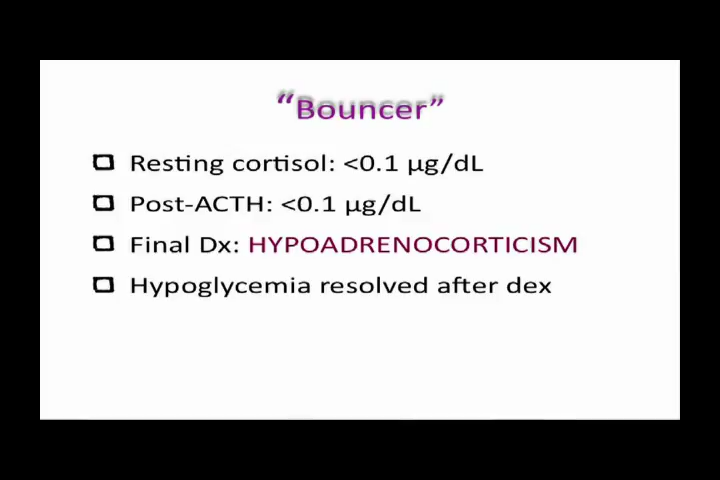 “Bouncer”
Resting cortisol: <0.1 µg/dL
Post-ACTH: <0.1 µg/dL
Final Dx: HYPOADRENOCORTICISM
Hypoglycemia resolved after dex